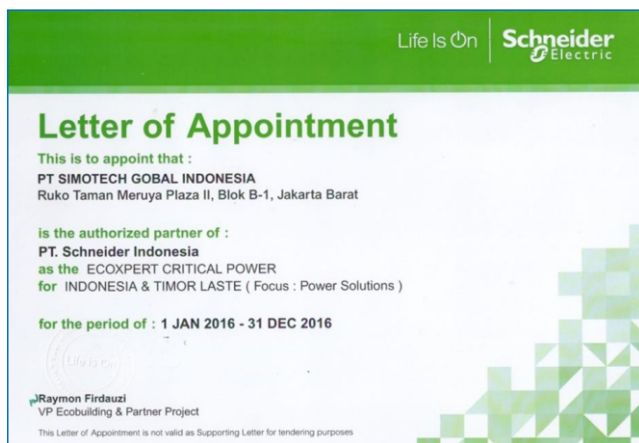 Life Is On
Schneider
Electric
Letter of Appointment
This is to appoint that :
PT SIMOTECH GOBAL INDONESIA
Ruko Taman Meruya Plaza II, Blok B-1, Jakarta Barat
is the authorized partner of :
PT. Schneider Indonesia
as the ECOXPERT CRITICAL POWER
for INDONESIA & TIMOR LASTE ( Focus : Power Solutions )
for the period of : 1 JAN 2016 - 31 DEC 2016
Life Is On
Raymon Firdauzi
VP Ecobuilding & Partner Project
This Letter of Appointment is not valid as Supporting Letter for tendering purposes